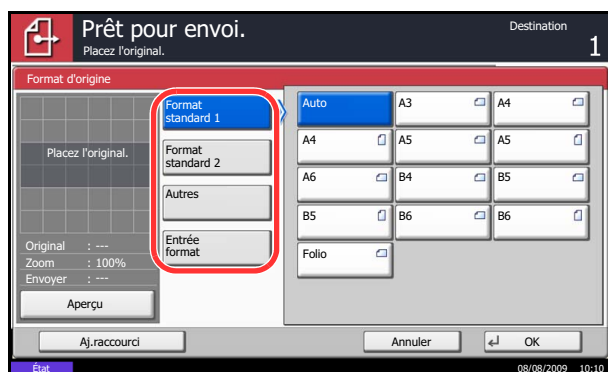 Prêt pour envoi.
Placez l'original.
Destination
1
Format d'origine
Placez l'original.
Original : ---
Zoom : 100%
Envoyer : ---
Aperçu
Format
standard 1
Format
standard 2
Autres
Entrée
format
Auto A3 A4
A4 A5 A5
A6 B4 B5
B5 B6 B6
Folio
Aj.raccourci
Annuler
OK
État
08/08/2009 10:10